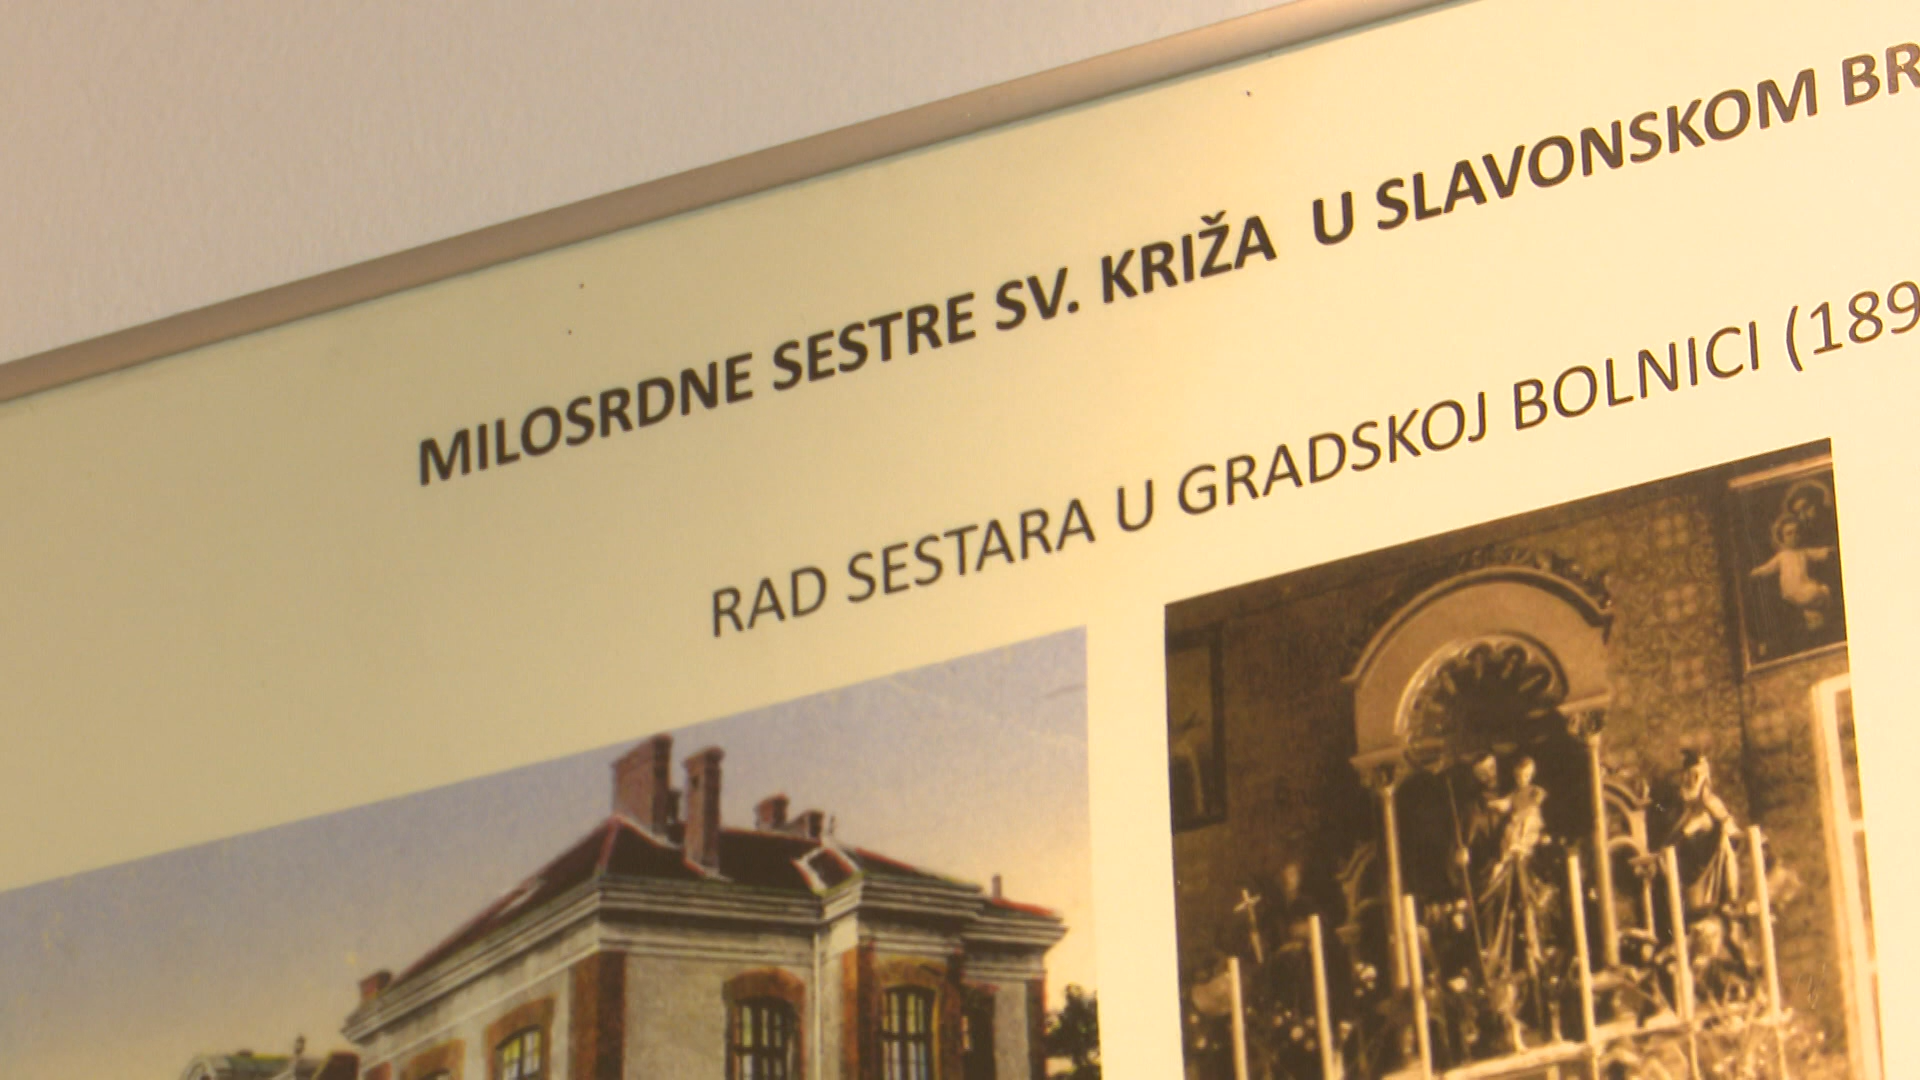 MILOSRDNE SESTRE SV. KRIŽA U SLAVONSKOM BR
RAD SESTARA U GRADSKOJ BOLNICI (189